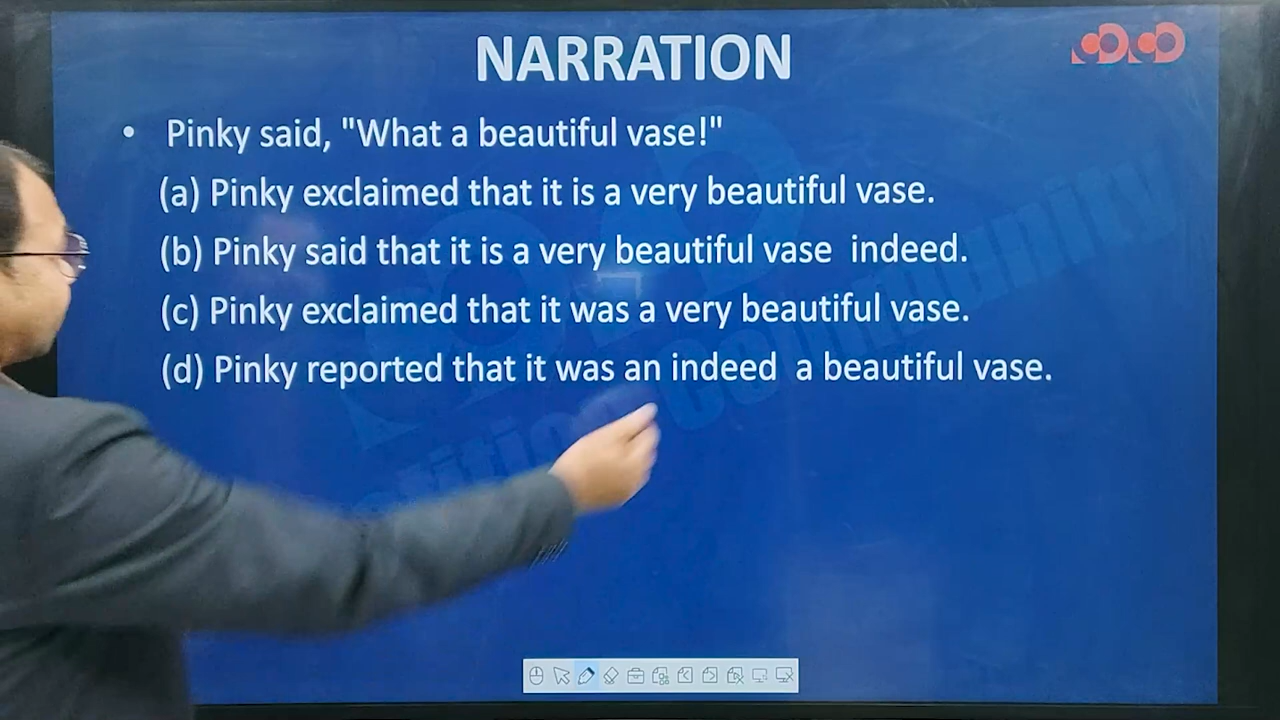 NARRATION
• Pinky said, "What a beautiful vase!"
(a) Pinky exclaimed that it is a very beautiful vase.
(b) Pinky said that it is a very beautiful vase indeed.
(c) Pinky exclaimed that it was a very beautiful vase.
(d) Pinky reported that it was an indeed a beautiful vase.